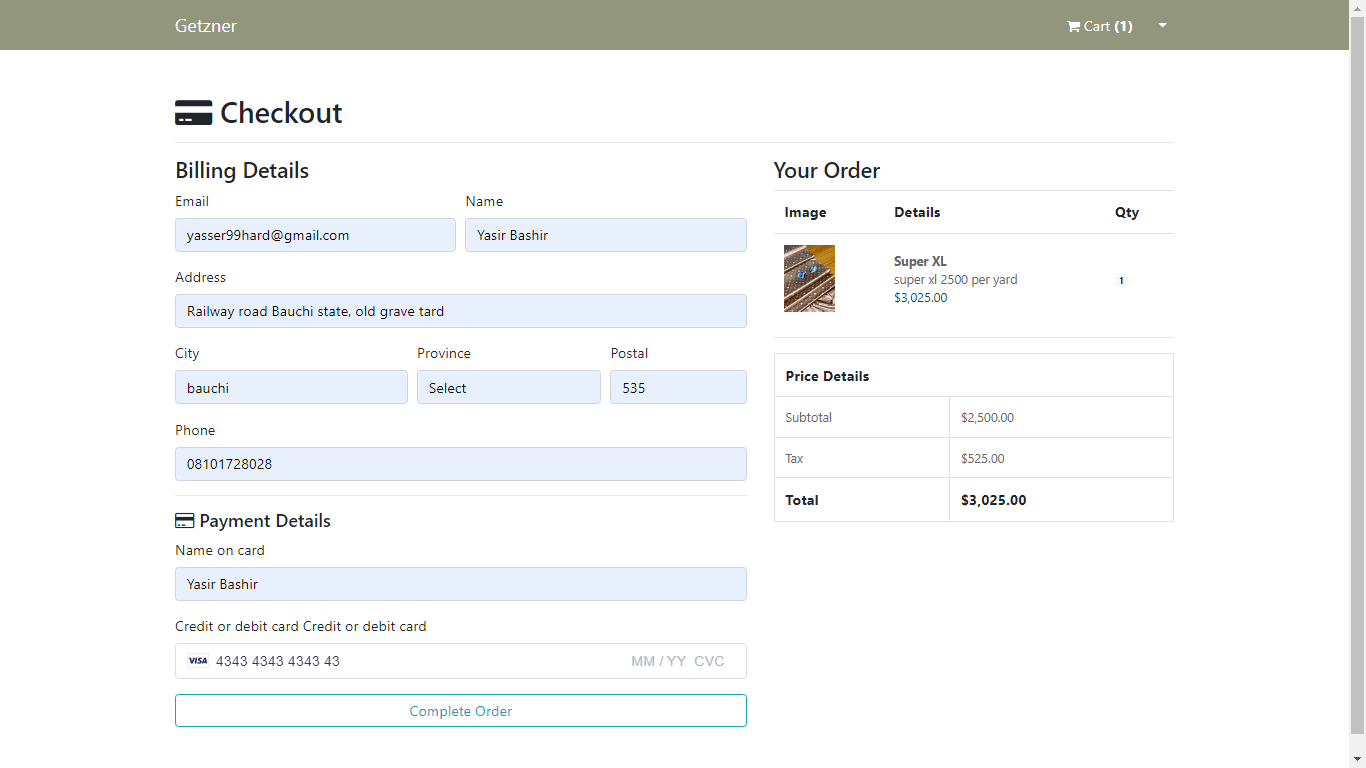 Getzner
Cart (1)
Checkout
Billing Details
Email
Name
yasser99hard@gmail.com
Yasir Bashir
Address
Railway road Bauchi state, old grave tard
City
Province
Postal
bauchi
Select
535
Phone
08101728028
Payment Details
Name on card
Yasir Bashir
Credit or debit card Credit or debit card
VISA 4343 4343 4343 43
MM / YY CVC
Complete Order
Your Order
Image Details Qty
Super XL
super xl 2500 per yard
1
$3,025.00
Price Details
Subtotal $2,500.00
Tax $525.00
Total $3,025.00